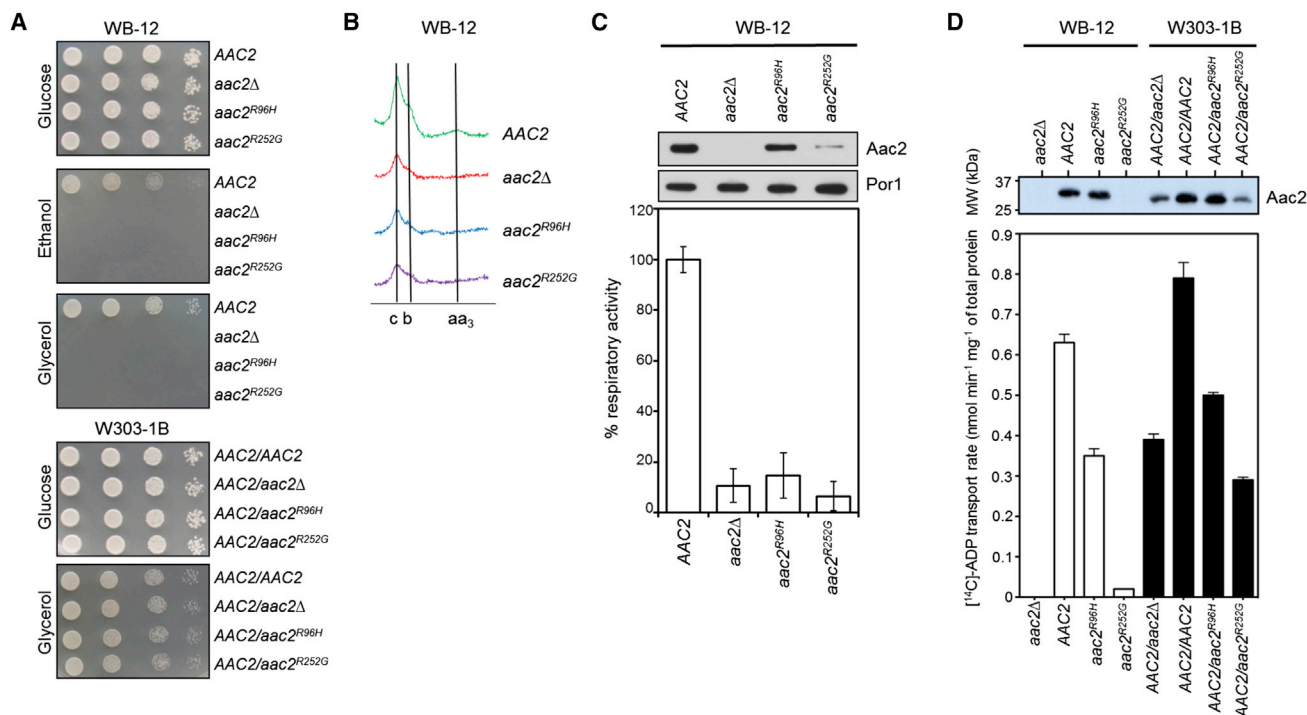 A
WB-12
Glucose
AAC2
aac2Δ
aac2R96H
aac2R252G
Ethanol
AAC2
aac2Δ
aac2R96H
aac2R252G
Glycerol
AAC2
aac2Δ
aac2R96H
aac2R252G
W303-1B
Glucose
AAC2/AAC2
AAC2/aac2Δ
AAC2/aac2R96H
AAC2/aac2R252G
Glycerol
AAC2/AAC2
AAC2/aac2Δ
AAC2/aac2R96H
AAC2/aac2R252G
B
WB-12
AAC2
aac2Δ
aac2R96H
aac2R252G
c b aa3
C
WB-12
AAC2 aac2Δ aac2R96H aac2R252G
Aac2
Por1
% respiratory activity
120
100
80
60
40
20
0
AAC2 aac2Δ aac2R96H aac2R252G
D
WB-12 W303-1B
aac2Δ AAC2 aac2R96H aac2R252G AAC2/aac2Δ AAC2/AAC2 AAC2/aac2R96H AAC2/aac2R252G
MW (kDa)
37
25
Aac2
[14C]-ADP transport rate (nmol min-1 mg-1 of total protein)
0.9
0.8
0.7
0.6
0.5
0.4
0.3
0.2
0.1
0
aac2Δ AAC2 aac2R96H aac2R252G AAC2/aac2Δ AAC2/AAC2 AAC2/aac2R96H AAC2/aac2R252G